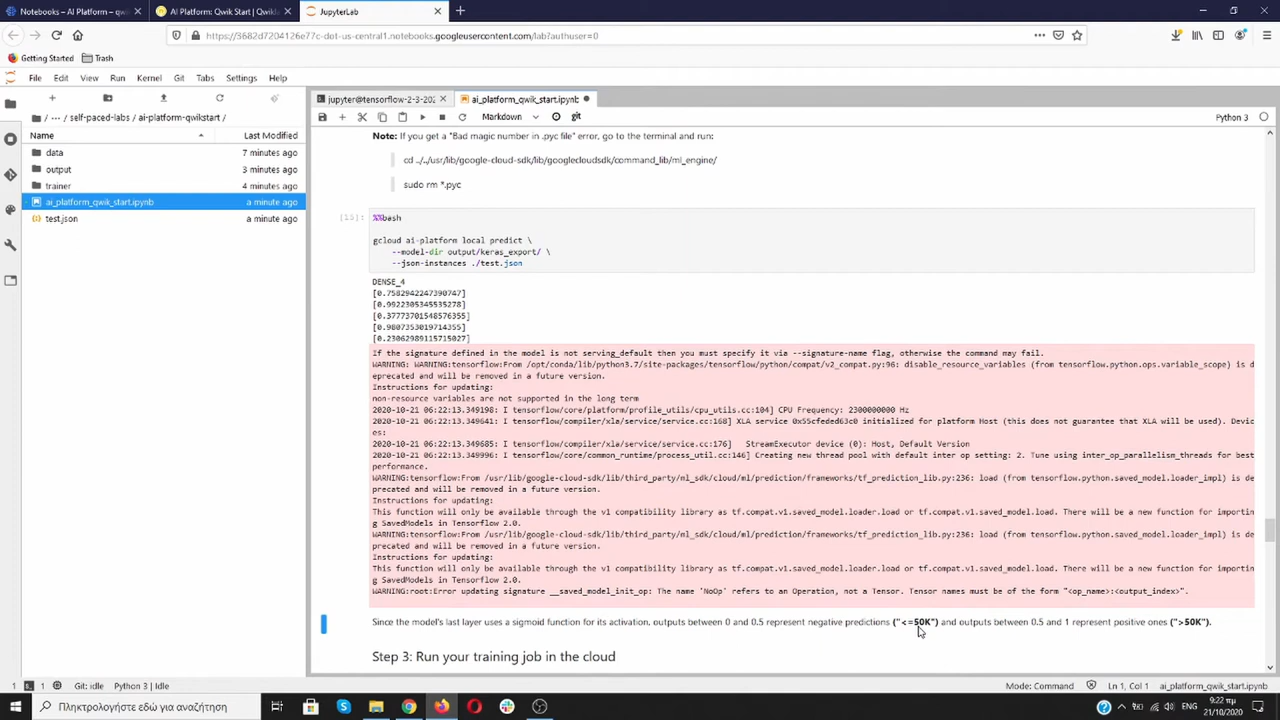 Notebooks – AI Platform – qwik
AI Platform: Qwik Start | Qwikla
JupyterLab
https://3682d7204126e77c-dot-us-central1.notebooks.googleusercontent.com/lab?authuser=0
Getting Started
Trash
File Edit View Run Kernel Git Tabs Settings Help
jupyter@tensorflow-2-3-202
ai_platform_qwik_start.ipynb
/ ··· / self-paced-labs / ai-platform-qwikstart /
Markdown
git
Python 3
Name Last Modified
data 7 minutes ago
output 3 minutes ago
trainer 4 minutes ago
ai_platform_qwik_start.ipynb a minute ago
test.json a minute ago
Note: If you get a "Bad magic number in .pyc file" error, go to the terminal and run:
cd ../../usr/lib/google-cloud-sdk/lib/googlecloudsdk/command_lib/ml_engine/
sudo rm *.pyc
[15]: %%bash
gcloud ai-platform local predict \
--model-dir output/keras_export/ \
--json-instances ./test.json
DENSE_4
[0.7582942247390747]
[0.9922305345535278]
[0.37773701548576355]
[0.9807353019714355]
[0.23062989115715027]
If the signature defined in the model is not serving_default then you must specify it via --signature-name flag, otherwise the command may fail.
WARNING: WARNING:tensorflow:From /opt/conda/lib/python3.7/site-packages/tensorflow/python/compat/v2_compat.py:96: disable_resource_variables (from tensorflow.python.ops.variable_scope) is d
eprecated and will be removed in a future version.
Instructions for updating:
non-resource variables are not supported in the long term
2020-10-21 06:22:13.349198: I tensorflow/core/platform/profile_utils/cpu_utils.cc:104] CPU Frequency: 2300000000 Hz
2020-10-21 06:22:13.349641: I tensorflow/compiler/xla/service/service.cc:168] XLA service 0x55cfeded63c0 initialized for platform Host (this does not guarantee that XLA will be used). Devic
es:
2020-10-21 06:22:13.349685: I tensorflow/compiler/xla/service/service.cc:176] StreamExecutor device (0): Host, Default Version
2020-10-21 06:22:13.349996: I tensorflow/core/common_runtime/process_util.cc:146] Creating new thread pool with default inter op setting: 2. Tune using inter_op_parallelism_threads for best
performance.
WARNING:tensorflow:From /usr/lib/google-cloud-sdk/lib/third_party/ml_sdk/cloud/ml/prediction/frameworks/tf_prediction_lib.py:236: load (from tensorflow.python.saved_model.loader_impl) is de
precated and will be removed in a future version.
Instructions for updating:
This function will only be available through the v1 compatibility library as tf.compat.v1.saved_model.loader.load or tf.compat.v1.saved_model.load. There will be a new function for importin
g SavedModels in Tensorflow 2.0.
WARNING:tensorflow:From /usr/lib/google-cloud-sdk/lib/third_party/ml_sdk/cloud/ml/prediction/frameworks/tf_prediction_lib.py:236: load (from tensorflow.python.saved_model.loader_impl) is de
precated and will be removed in a future version.
Instructions for updating:
This function will only be available through the v1 compatibility library as tf.compat.v1.saved_model.loader.load or tf.compat.v1.saved_model.load. There will be a new function for importin
g SavedModels in Tensorflow 2.0.
WARNING:root:Error updating signature __saved_model_init_op: The name 'NoOp' refers to an Operation, not a Tensor. Tensor names must be of the form "<op_name>:<output_index>".
Since the model's last layer uses a sigmoid function for its activation, outputs between 0 and 0.5 represent negative predictions ("<=50K") and outputs between 0.5 and 1 represent positive ones (">50K").
Step 3: Run your training job in the cloud
1 1 Git: idle Python 3 | Idle Mode: Command Ln 1, Col 1 ai_platform_qwik_start.ipynb
Πληκτρολογήστε εδώ για αναζήτηση
ENG
9:22 πμ
21/10/2020